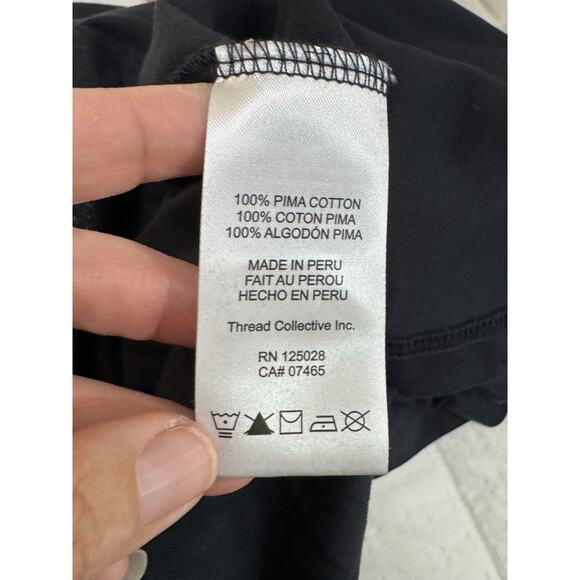 100% PIMA COTTON
100% COTON PIMA
100% ALGODÓN PIMA
MADE IN PERU
FAIT AU PEROU
HECHO EN PERU
Thread Collective Inc.
RN 125028
CA# 07465